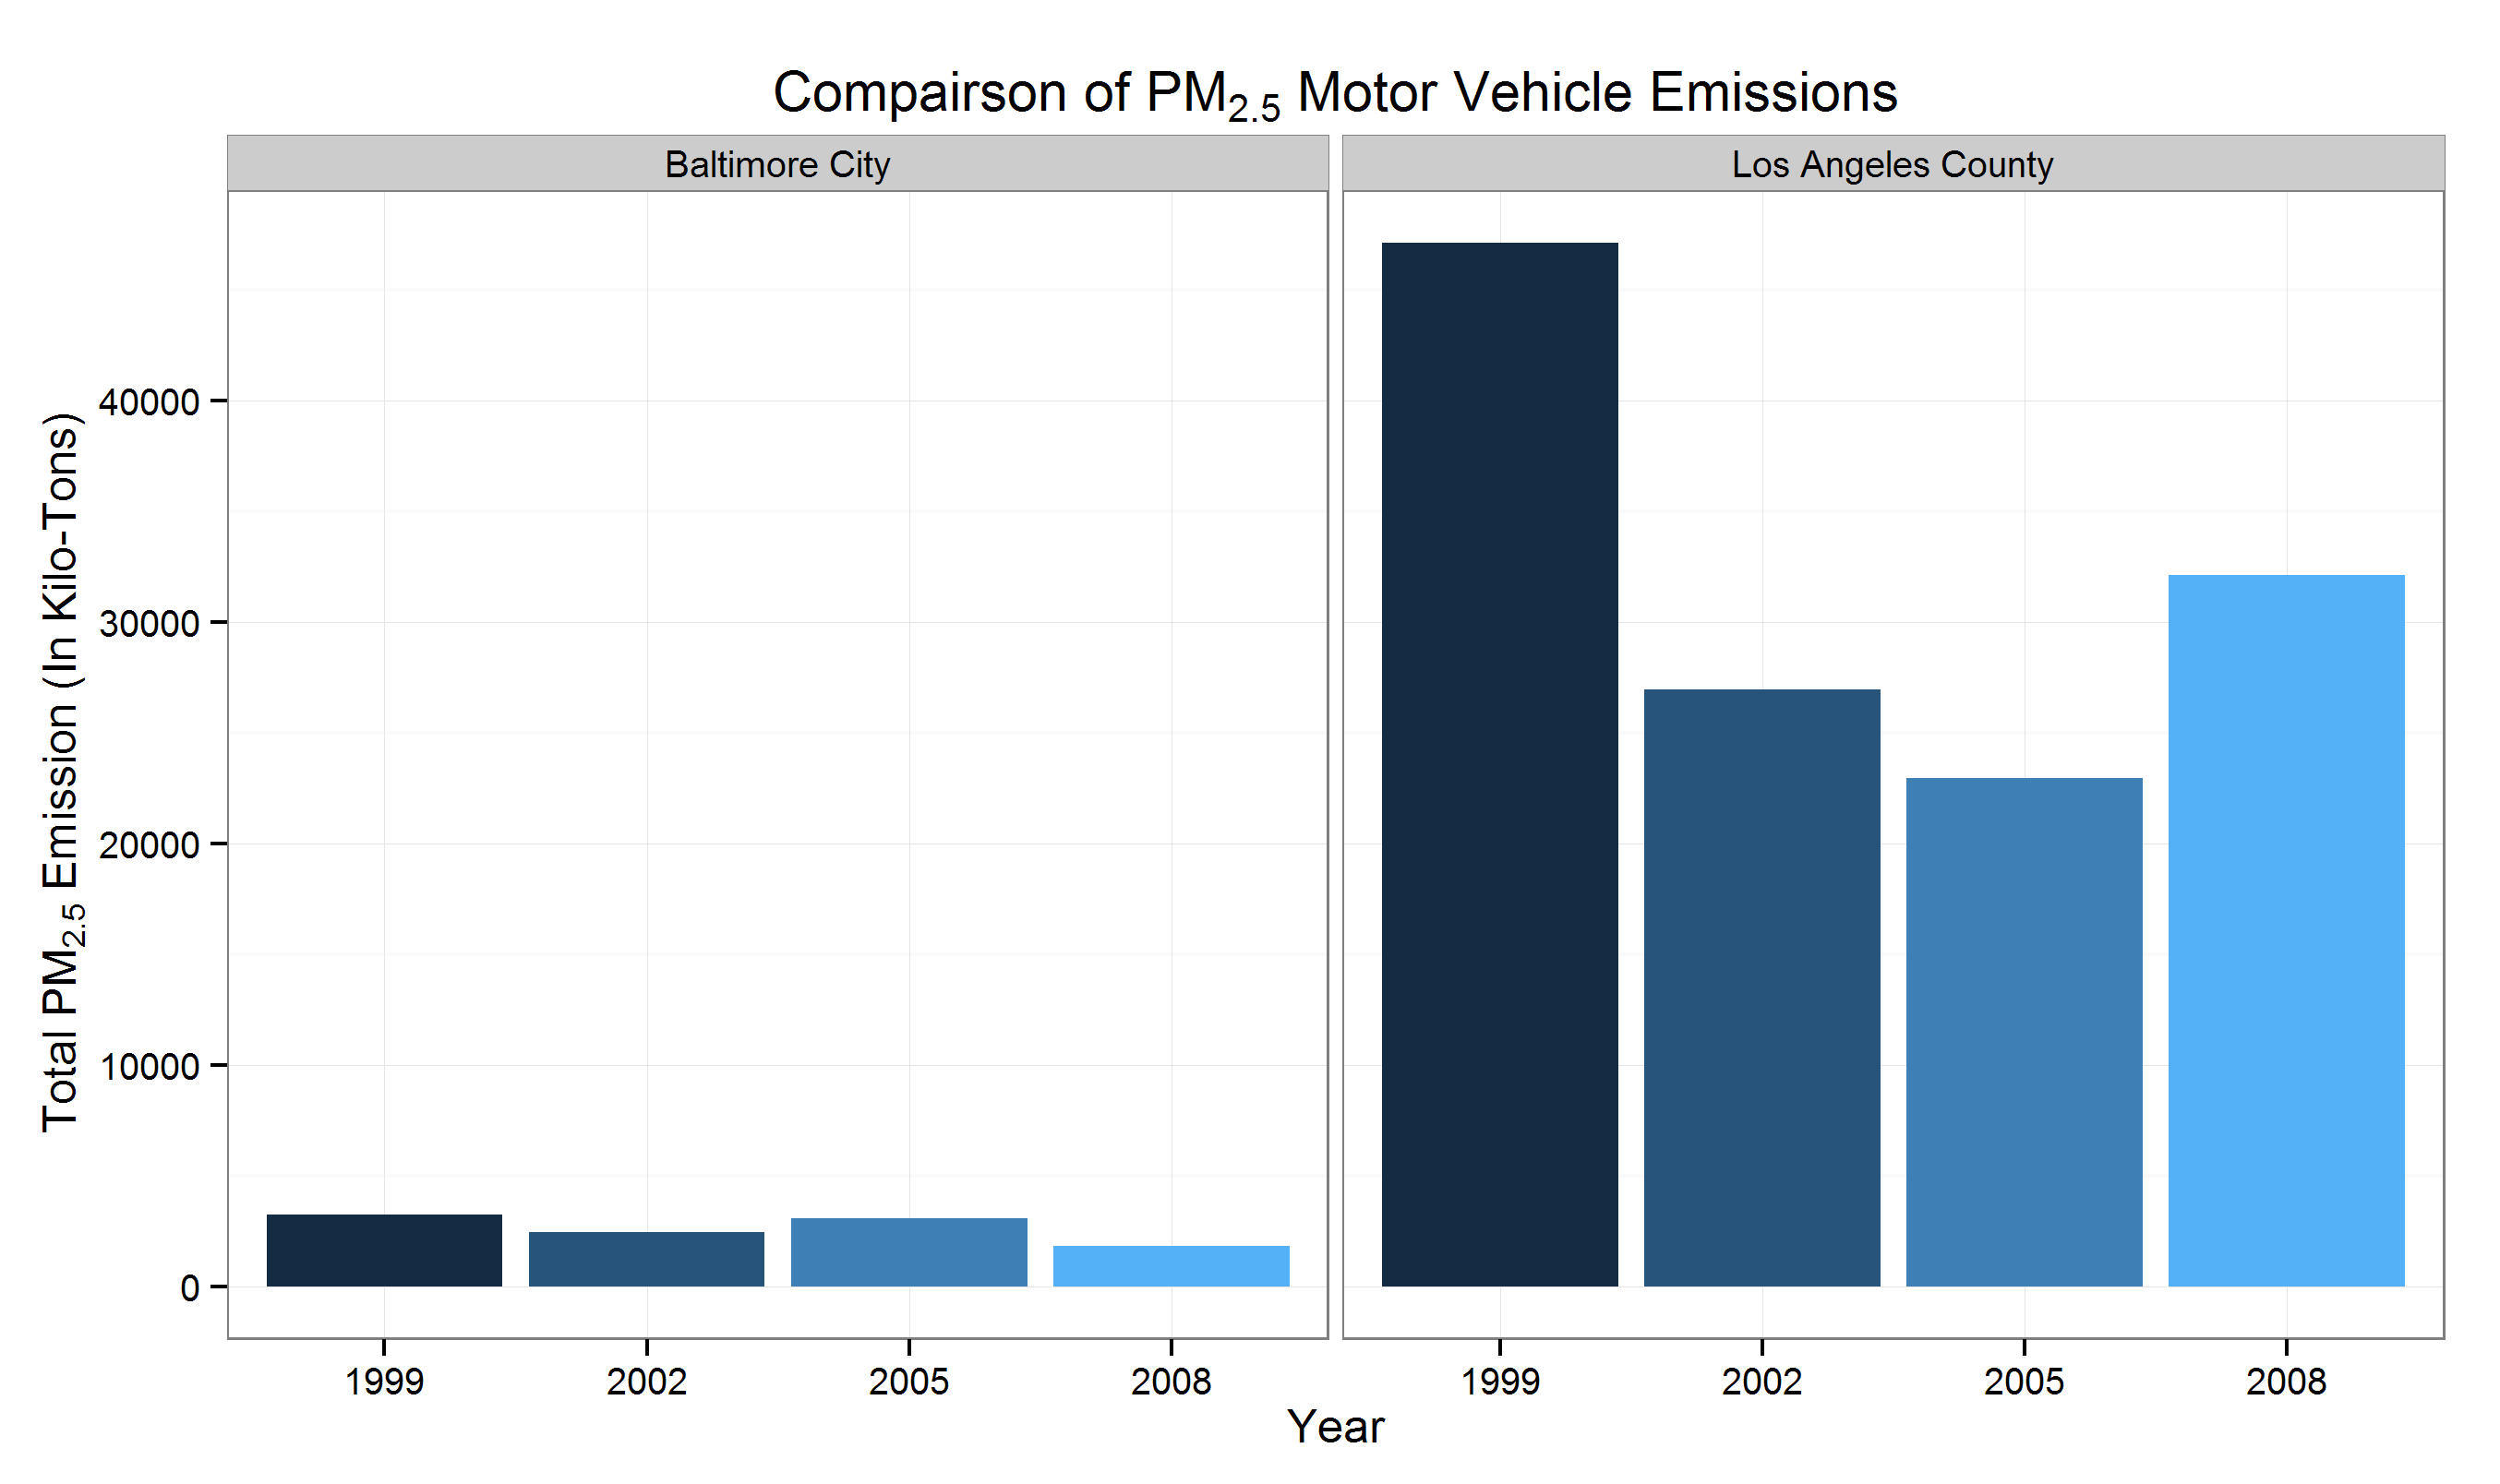 Compairson of PM2.5 Motor Vehicle Emissions
Baltimore City
Los Angeles County
Total PM2.5 Emission (In Kilo-Tons)
40000
30000
20000
10000
0
1999 2002 2005 2008 1999 2002 2005 2008
Year